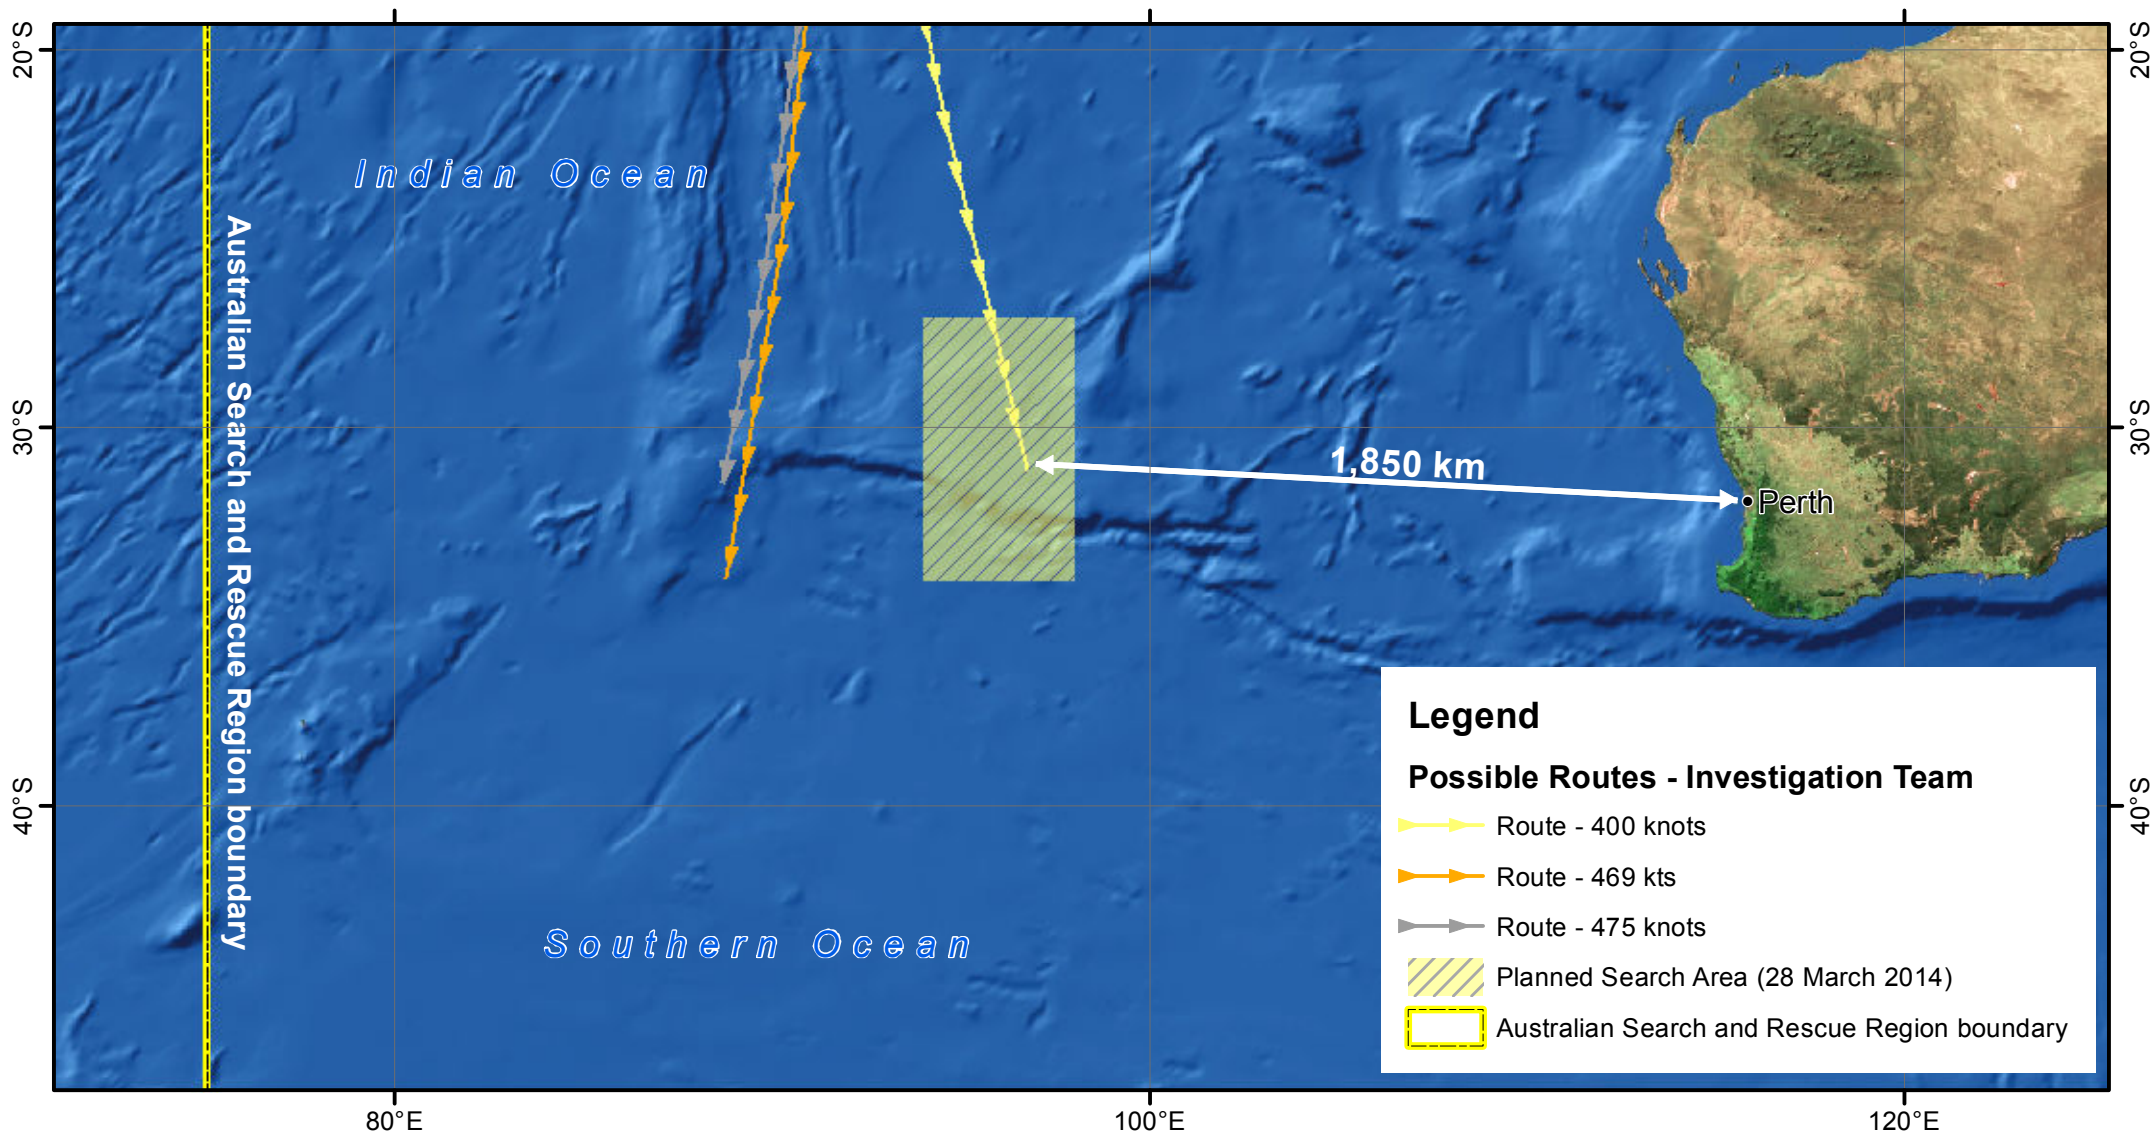 20°S
20°S
Indian Ocean
Australian Search and Rescue Region boundary
30°S
30°S
1,850 km
Perth
Legend
Possible Routes - Investigation Team
Route - 400 knots
Route - 469 kts
Route - 475 knots
Planned Search Area (28 March 2014)
Australian Search and Rescue Region boundary
40°S
40°S
Southern Ocean
80°E
100°E
120°E